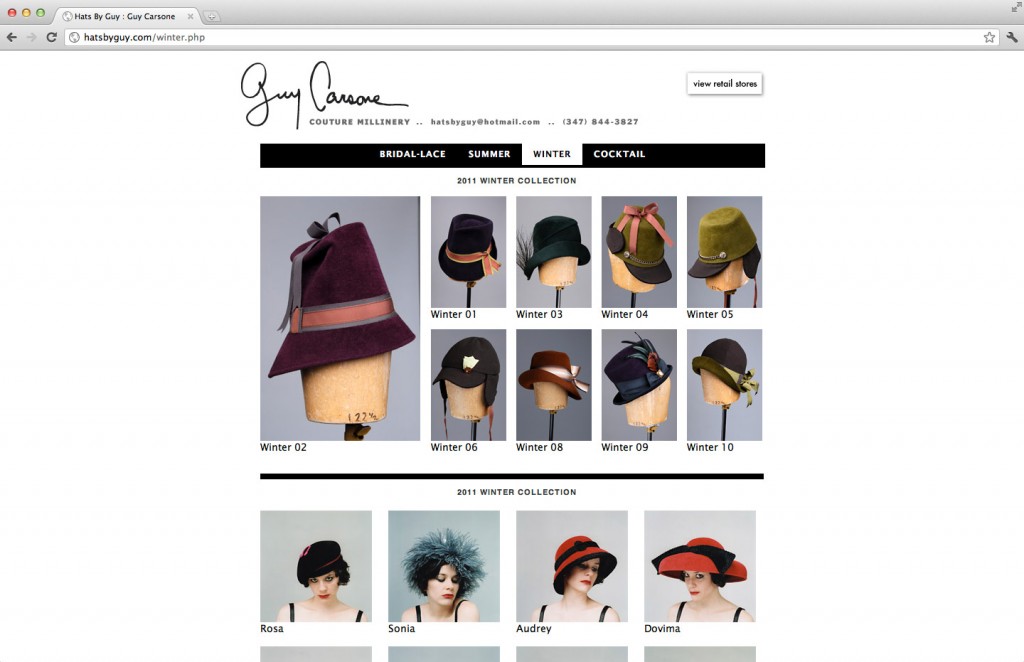 Hats By Guy : Guy Carsone
hatsbyguy.com/winter.php
Guy Carsone
view retail stores
COUTURE MILLINERY .. hatsbyguy@hotmail.com .. (347) 844-3827
BRIDAL-LACE SUMMER WINTER COCKTAIL
2011 WINTER COLLECTION
122½
Winter 01 Winter 03 Winter 04 Winter 05
Winter 02 Winter 06 Winter 08 Winter 09 Winter 10
2011 WINTER COLLECTION
Rosa Sonia Audrey Dovima